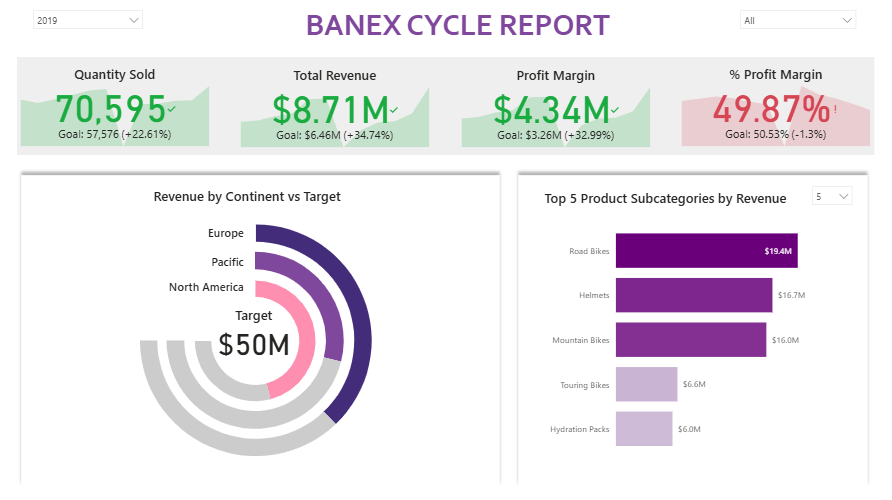 2019
BANEX CYCLE REPORT
All
Quantity Sold
70,595
Goal: 57,576 (+22.61%)
Total Revenue
$8.71M
Goal: $6.46M (+34.74%)
Profit Margin
$4.34M
Goal: $3.26M (+32.99%)
% Profit Margin
49.87%!
Goal: 50.53% (-1.3%)
Revenue by Continent vs Target
Europe
Pacific
North America
Target
$50M
Top 5 Product Subcategories by Revenue
5
Road Bikes $19.4M
Helmets $16.7M
Mountain Bikes $16.0M
Touring Bikes $6.6M
Hydration Packs $6.0M